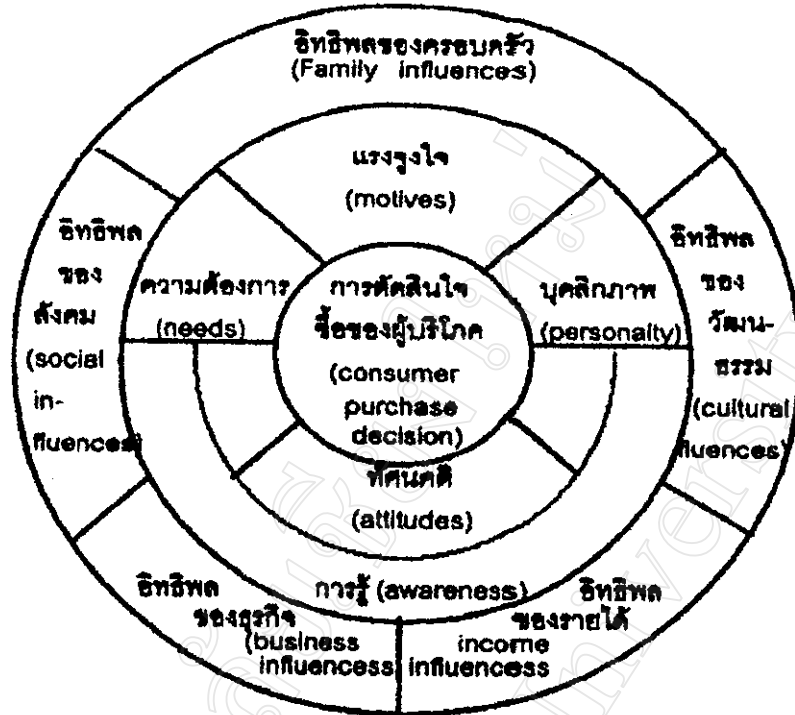 อิทธิพลของครอบครัว
(Family influences)
แรงจูงใจ
(motives)
อิทธิพล
ของ
สังคม
(social
in-
fluences)
ความต้องการ
(needs)
การตัดสินใจ
ซื้อของผู้บริโภค
(consumer
purchase
decision)
บุคลิกภาพ
(personalty)
อิทธิพล
ของ
วัฒน-
ธรรม
(cultural
fluences)
ทัศนคติ
(attitudes)
การรู้ (awareness)
อิทธิพล
ของธุรกิจ
(business
influencess
อิทธิพล
ของรายได้
income
influencess